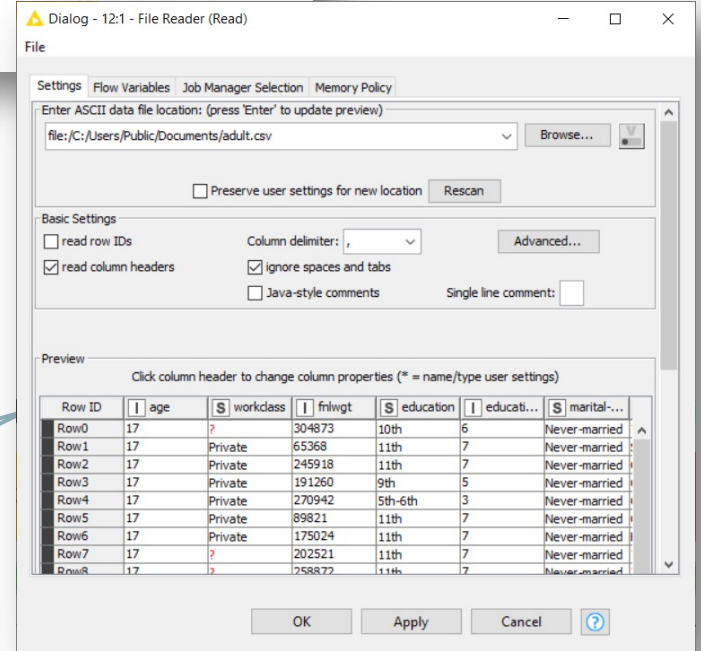 Dialog - 12:1 - File Reader (Read)
File
Settings Flow Variables Job Manager Selection Memory Policy
Enter ASCII data file location: (press 'Enter' to update preview)
file:/C:/Users/Public/Documents/adult.csv Browse... V
Preserve user settings for new location Rescan
Basic Settings
read row IDs Column delimiter: , Advanced...
read column headers ignore spaces and tabs
Java-style comments Single line comment:
Preview
Click column header to change column properties (* = name/type user settings)
Row ID I age S workclass I fnlwgt S education I educati... S marital-...
Row0 17 ? 304873 10th 6 Never-married
Row1 17 Private 65368 11th 7 Never-married
Row2 17 Private 245918 11th 7 Never-married
Row3 17 Private 191260 9th 5 Never-married
Row4 17 Private 270942 5th-6th 3 Never-married
Row5 17 Private 89821 11th 7 Never-married
Row6 17 Private 175024 11th 7 Never-married
Row7 17 ? 202521 11th 7 Never-married
Row8 17 ? 258872 11th 7 Never-married
OK Apply Cancel ?